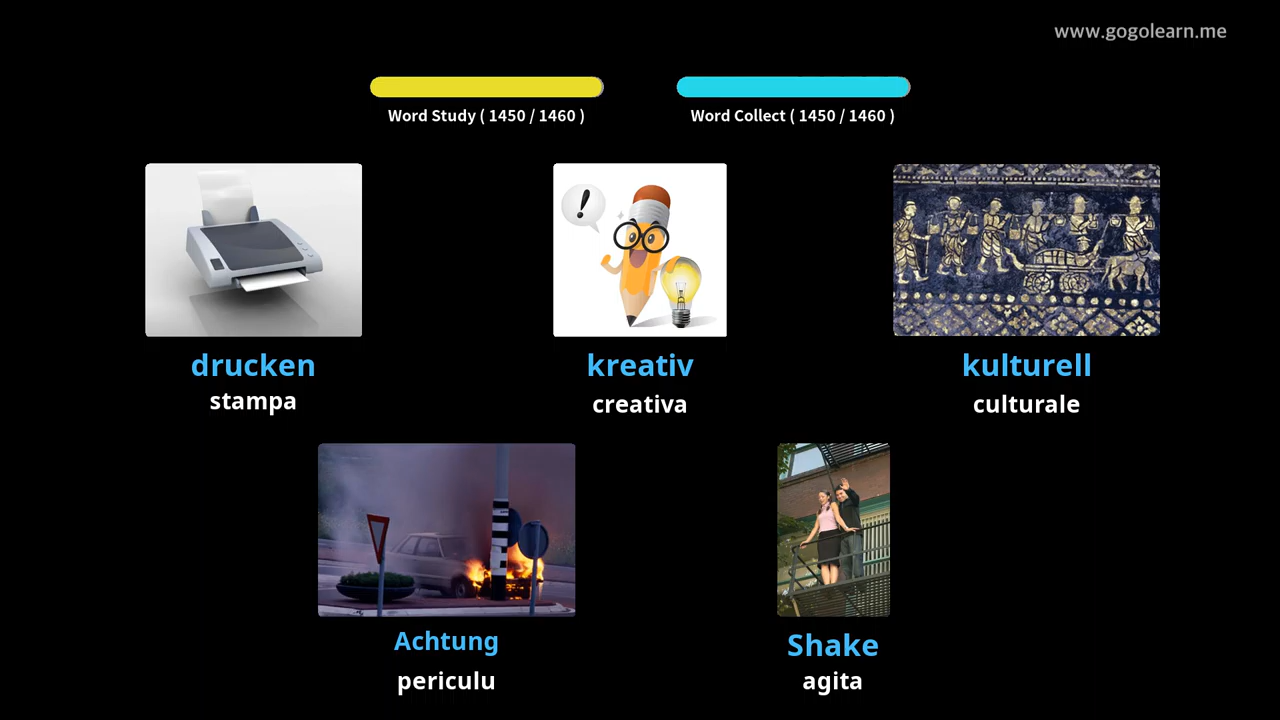 www.gogolearn.me
Word Study ( 1450 / 1460 )
Word Collect ( 1450 / 1460 )
!
drucken
kreativ
kulturell
stampa
creativa
culturale
Achtung
Shake
periculu
agita